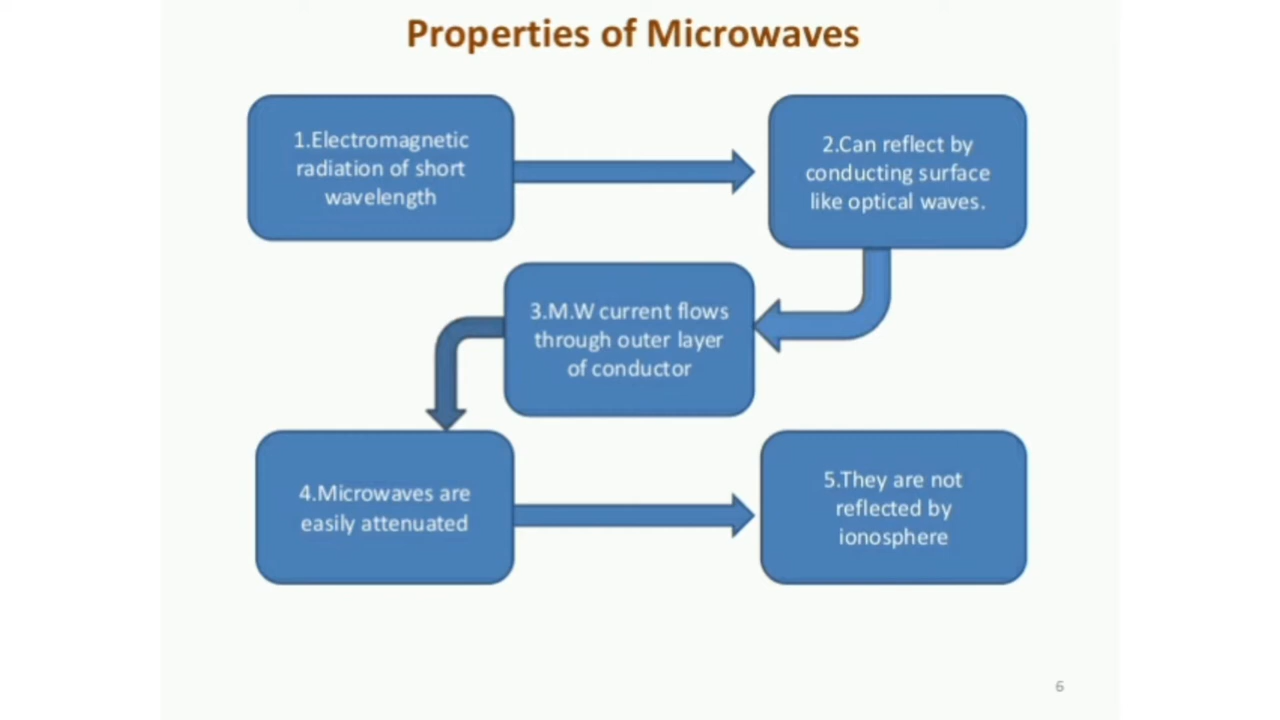 Properties of Microwaves
1.Electromagnetic
radiation of short
wavelength
2.Can reflect by
conducting surface
like optical waves.
3.M.W current flows
through outer layer
of conductor
4.Microwaves are
easily attenuated
5.They are not
reflected by
ionosphere
6